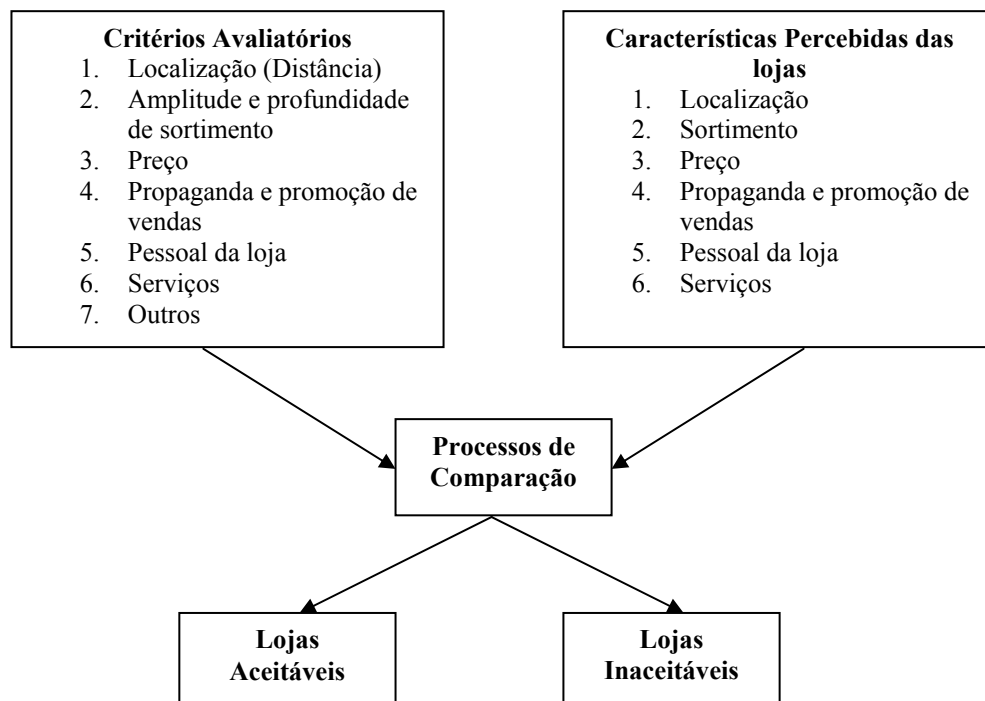 Critérios Avaliatórios
1. Localização (Distância)
2. Amplitude e profundidade
de sortimento
3. Preço
4. Propaganda e promoção de
vendas
5. Pessoal da loja
6. Serviços
7. Outros
Características Percebidas das
lojas
1. Localização
2. Sortimento
3. Preço
4. Propaganda e promoção de
vendas
5. Pessoal da loja
6. Serviços
Processos de
Comparação
Lojas
Aceitáveis
Lojas
Inaceitáveis